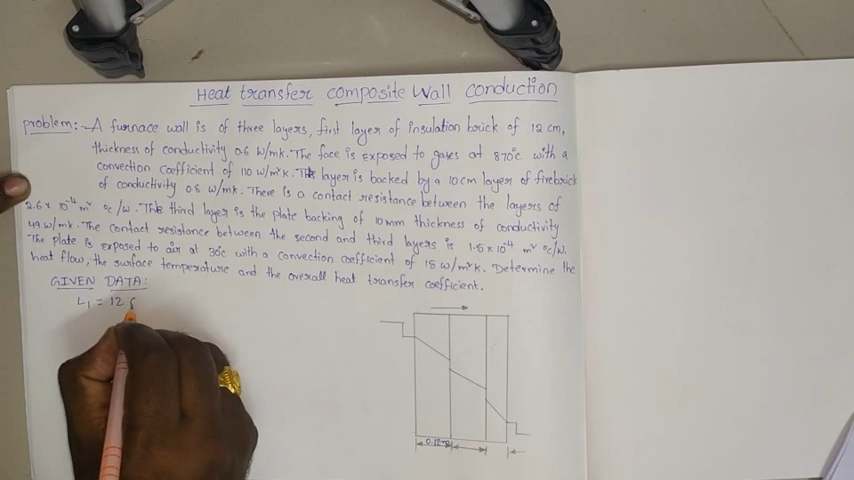 Heat transfer composite Wall conduction
problem:- A furnace wall is of three layers, first layer of insulation brick of 12 cm,
thickness of conductivity 0.6 W/mk. The face is exposed to gases at 870°c with a
convection coefficient of 110 w/m²k. The layer is backed by a 10cm layer of firebrick
of conductivity 0.8 w/mk. There is a contact resistance between the layers of
2.6 x 10⁻⁴ m² °c/w. The third layer is the plate backing of 10mm thickness of conductivity
49 w/mk. The contact resistance between the second and third layers is 1.5 x 10⁻⁴ m² °c/w.
The plate is exposed to air at 30°c with a convection coefficient of 15 w/m²k. Determine the
heat flow, the surface temperature and the overall heat transfer coefficient.
GIVEN DATA:
L₁ = 12
0.12m